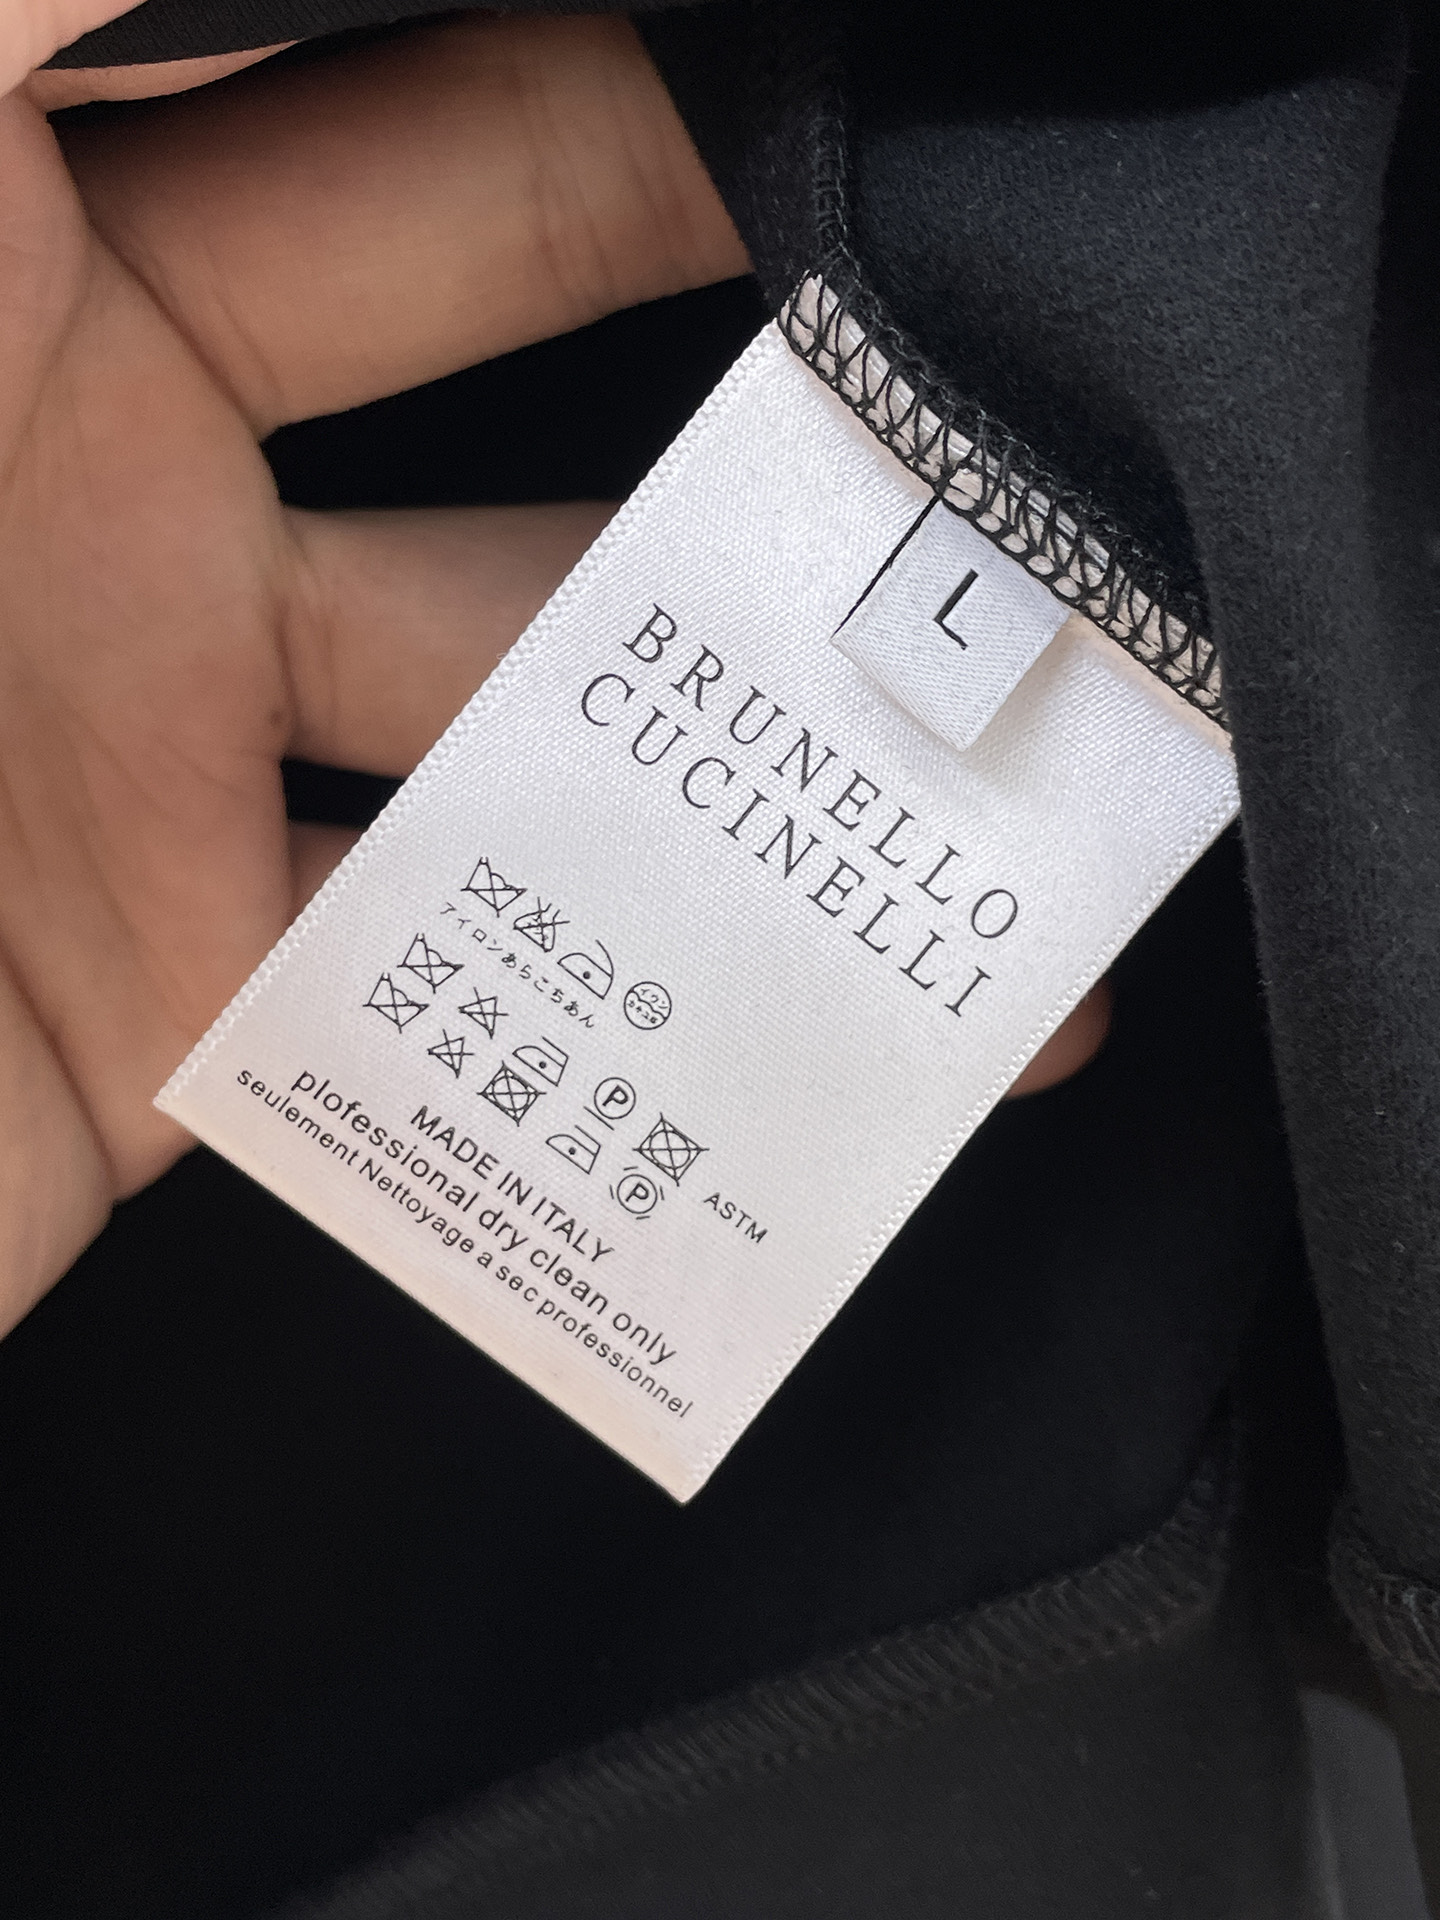 L
BRUNELLO
CUCINELLI
アイロンあらこちあん
P
ASTM
P
MADE IN ITALY
plofessional dry clean only
seulement Nettoyage a sec professionnel